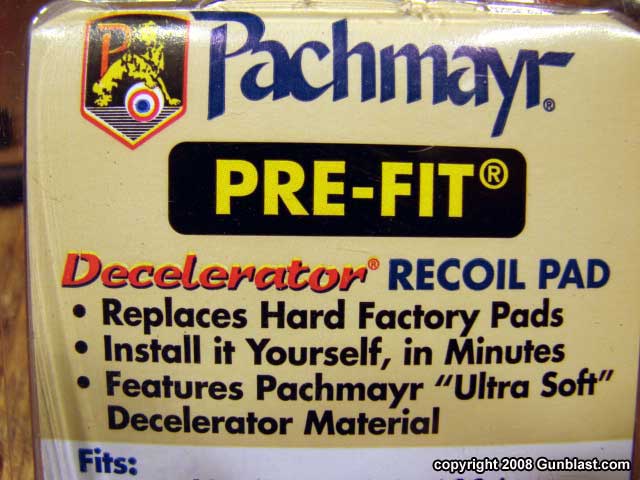 P
Pachmayr®
PRE-FIT®
Decelerator® RECOIL PAD
• Replaces Hard Factory Pads
• Install it Yourself, in Minutes
• Features Pachmayr “Ultra Soft”
Decelerator Material
Fits:
copyright 2008 Gunblast.com